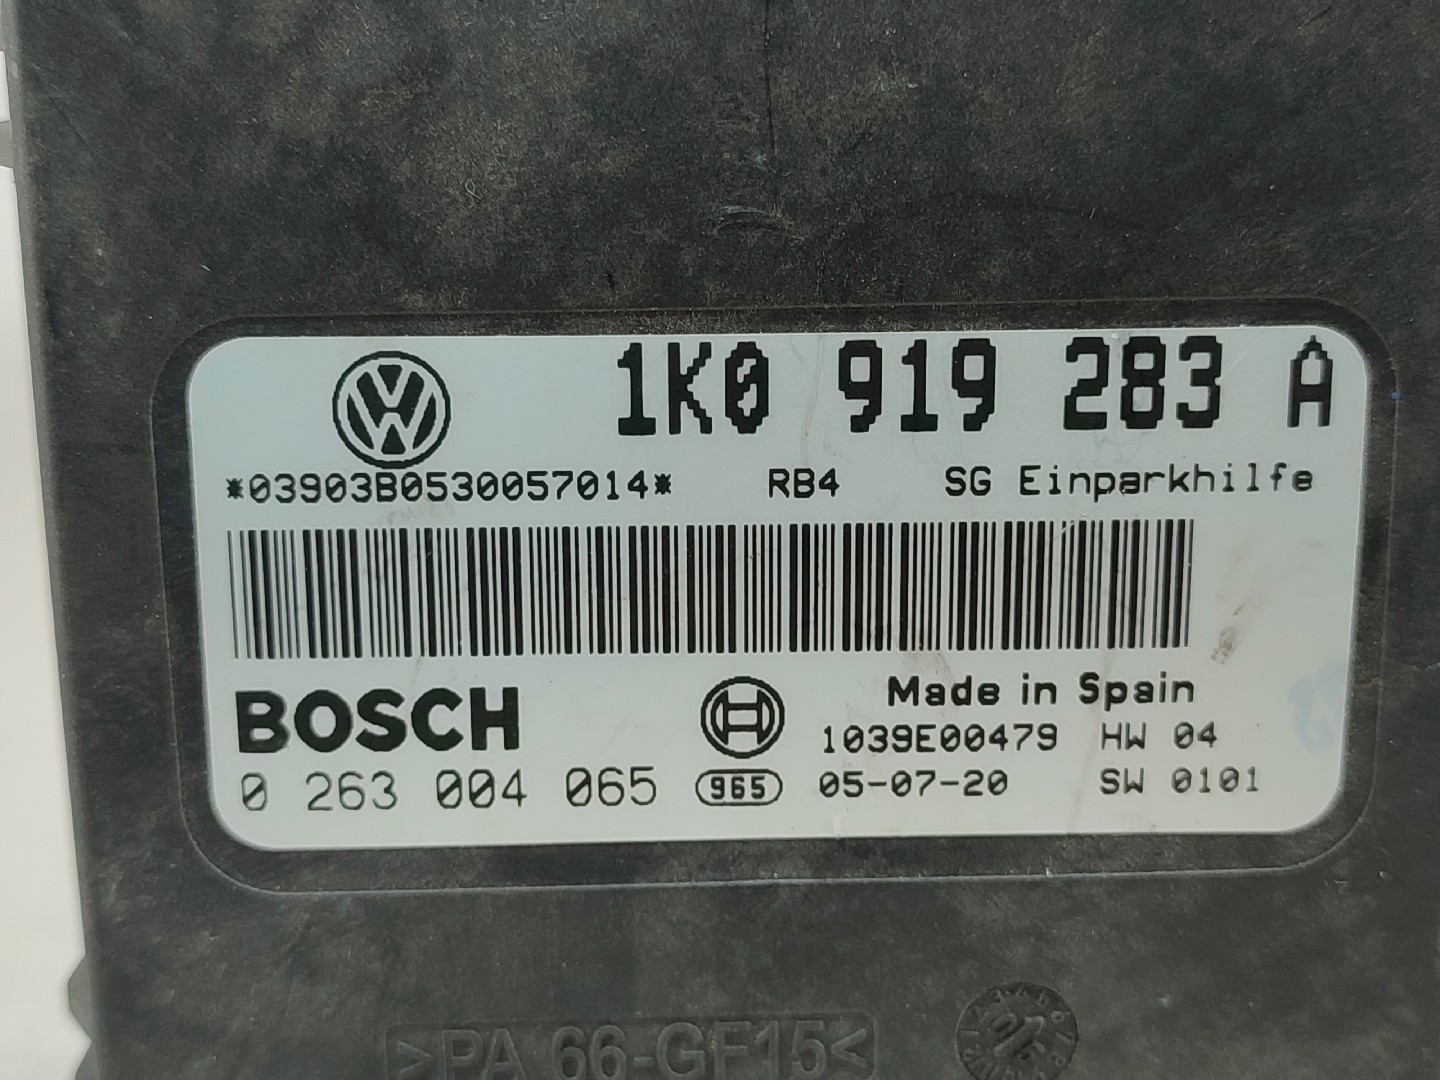 1K0 919 283 A
*03903B0530057014* RB4 SG Einparkhilfe
BOSCH
Made in Spain
1039E00479 HW 04
0 263 004 065 965 05-07-20 SW 0101
>PA 66-GF15<